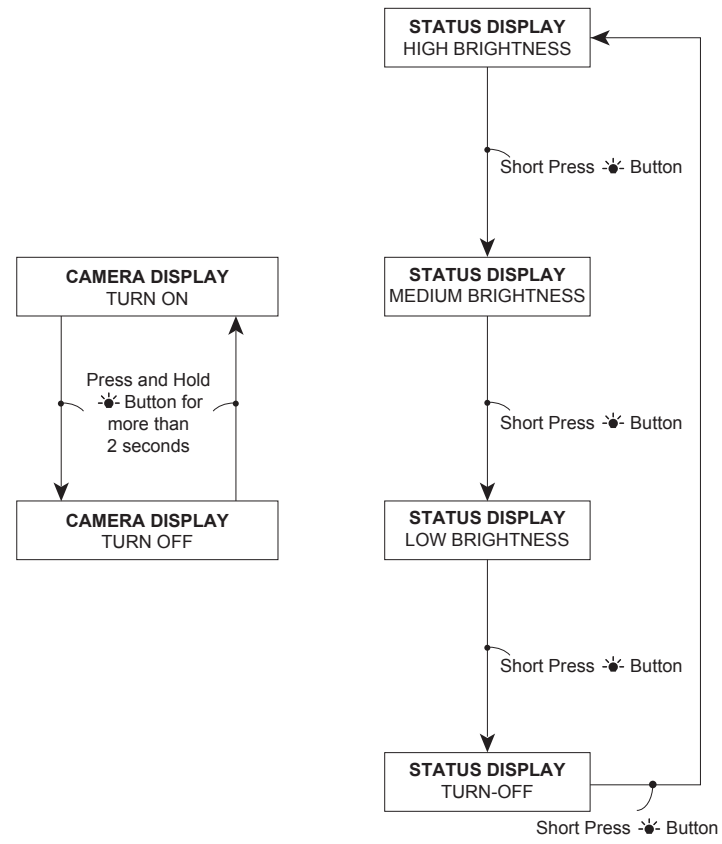 CAMERA DISPLAY
TURN ON
Press and Hold
Button for
more than
2 seconds
CAMERA DISPLAY
TURN OFF
STATUS DISPLAY
HIGH BRIGHTNESS
Short Press Button
STATUS DISPLAY
MEDIUM BRIGHTNESS
Short Press Button
STATUS DISPLAY
LOW BRIGHTNESS
Short Press Button
STATUS DISPLAY
TURN-OFF
Short Press Button